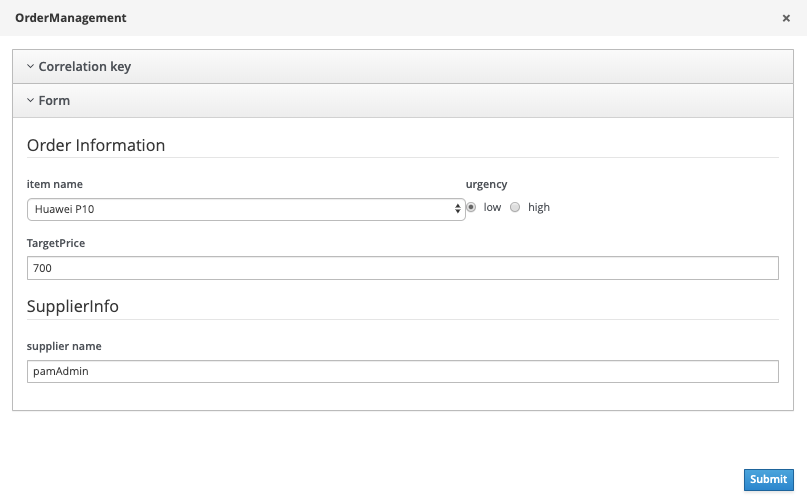 OrderManagement ×
Correlation key
Form
Order Information
item name urgency
Huawei P10 low high
TargetPrice
700
SupplierInfo
supplier name
pamAdmin
Submit